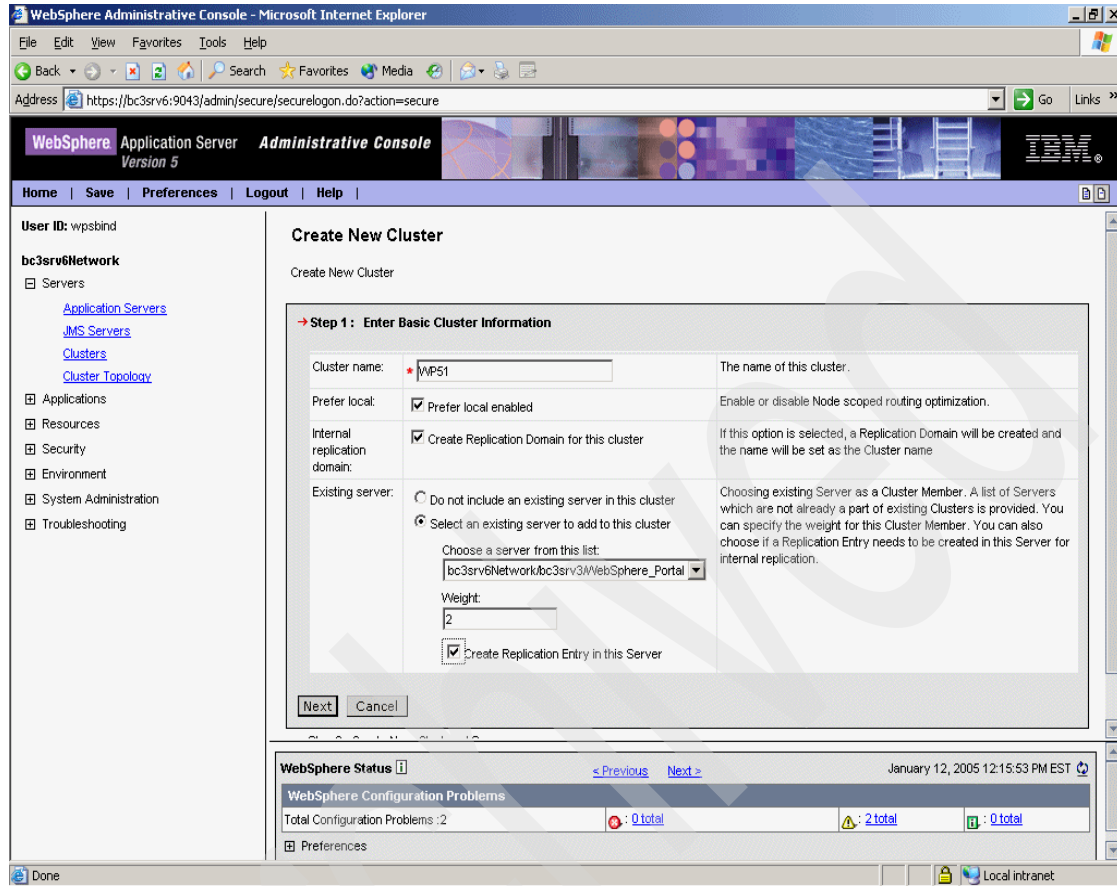 WebSphere Administrative Console - Microsoft Internet Explorer
File Edit View Favorites Tools Help
Back Search Favorites Media
Address https://bc3srv6:9043/admin/secure/securelogon.do?action=secure Go Links »
WebSphere Application Server Administrative Console
Version 5
IBM®
Home | Save | Preferences | Logout | Help |
User ID: wpsbind
bc3srv6Network
Servers
Application Servers
JMS Servers
Clusters
Cluster Topology
Applications
Resources
Security
Environment
System Administration
Troubleshooting
Create New Cluster
Create New Cluster
→ Step 1 : Enter Basic Cluster Information
Cluster name: * WP51 The name of this cluster.
Prefer local: Prefer local enabled Enable or disable Node scoped routing optimization.
Internal replication domain: Create Replication Domain for this cluster
If this option is selected, a Replication Domain will be created and
the name will be set as the Cluster name
Existing server:
Do not include an existing server in this cluster
Select an existing server to add to this cluster
Choose a server from this list:
bc3srv6Network/bc3srv3/WebSphere_Portal
Weight:
2
Create Replication Entry in this Server
Choosing existing Server as a Cluster Member. A list of Servers
which are not already a part of existing Clusters is provided. You
can specify the weight for this Cluster Member. You can also
choose if a Replication Entry needs to be created in this Server for
internal replication.
Next Cancel
WebSphere Status < Previous Next > January 12, 2005 12:15:53 PM EST
WebSphere Configuration Problems
Total Configuration Problems :2 : 0 total : 2 total : 0 total
Preferences
Done Local intranet